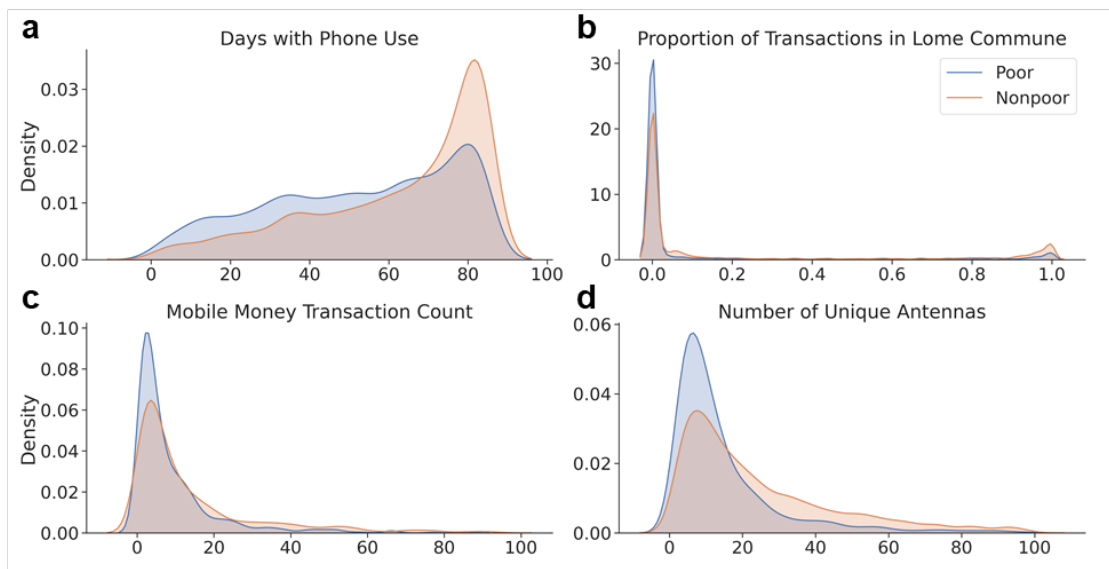 a
Days with Phone Use
Density
0.03
0.02
0.01
0.00
0 20 40 60 80 100
b
Proportion of Transactions in Lome Commune
Poor
Nonpoor
30
20
10
0
0.0 0.2 0.4 0.6 0.8 1.0
c
Mobile Money Transaction Count
Density
0.10
0.08
0.06
0.04
0.02
0.00
0 20 40 60 80 100
d
Number of Unique Antennas
0.06
0.04
0.02
0.00
0 20 40 60 80 100